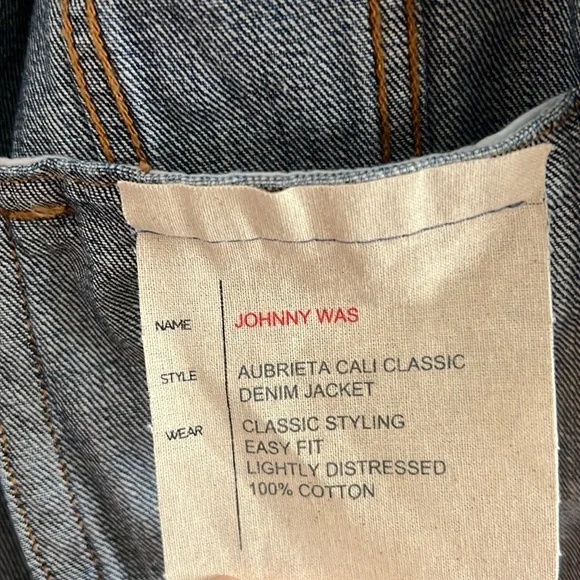 NAME JOHNNY WAS
STYLE AUBRIETA CALI CLASSIC
DENIM JACKET
WEAR CLASSIC STYLING
EASY FIT
LIGHTLY DISTRESSED
100% COTTON